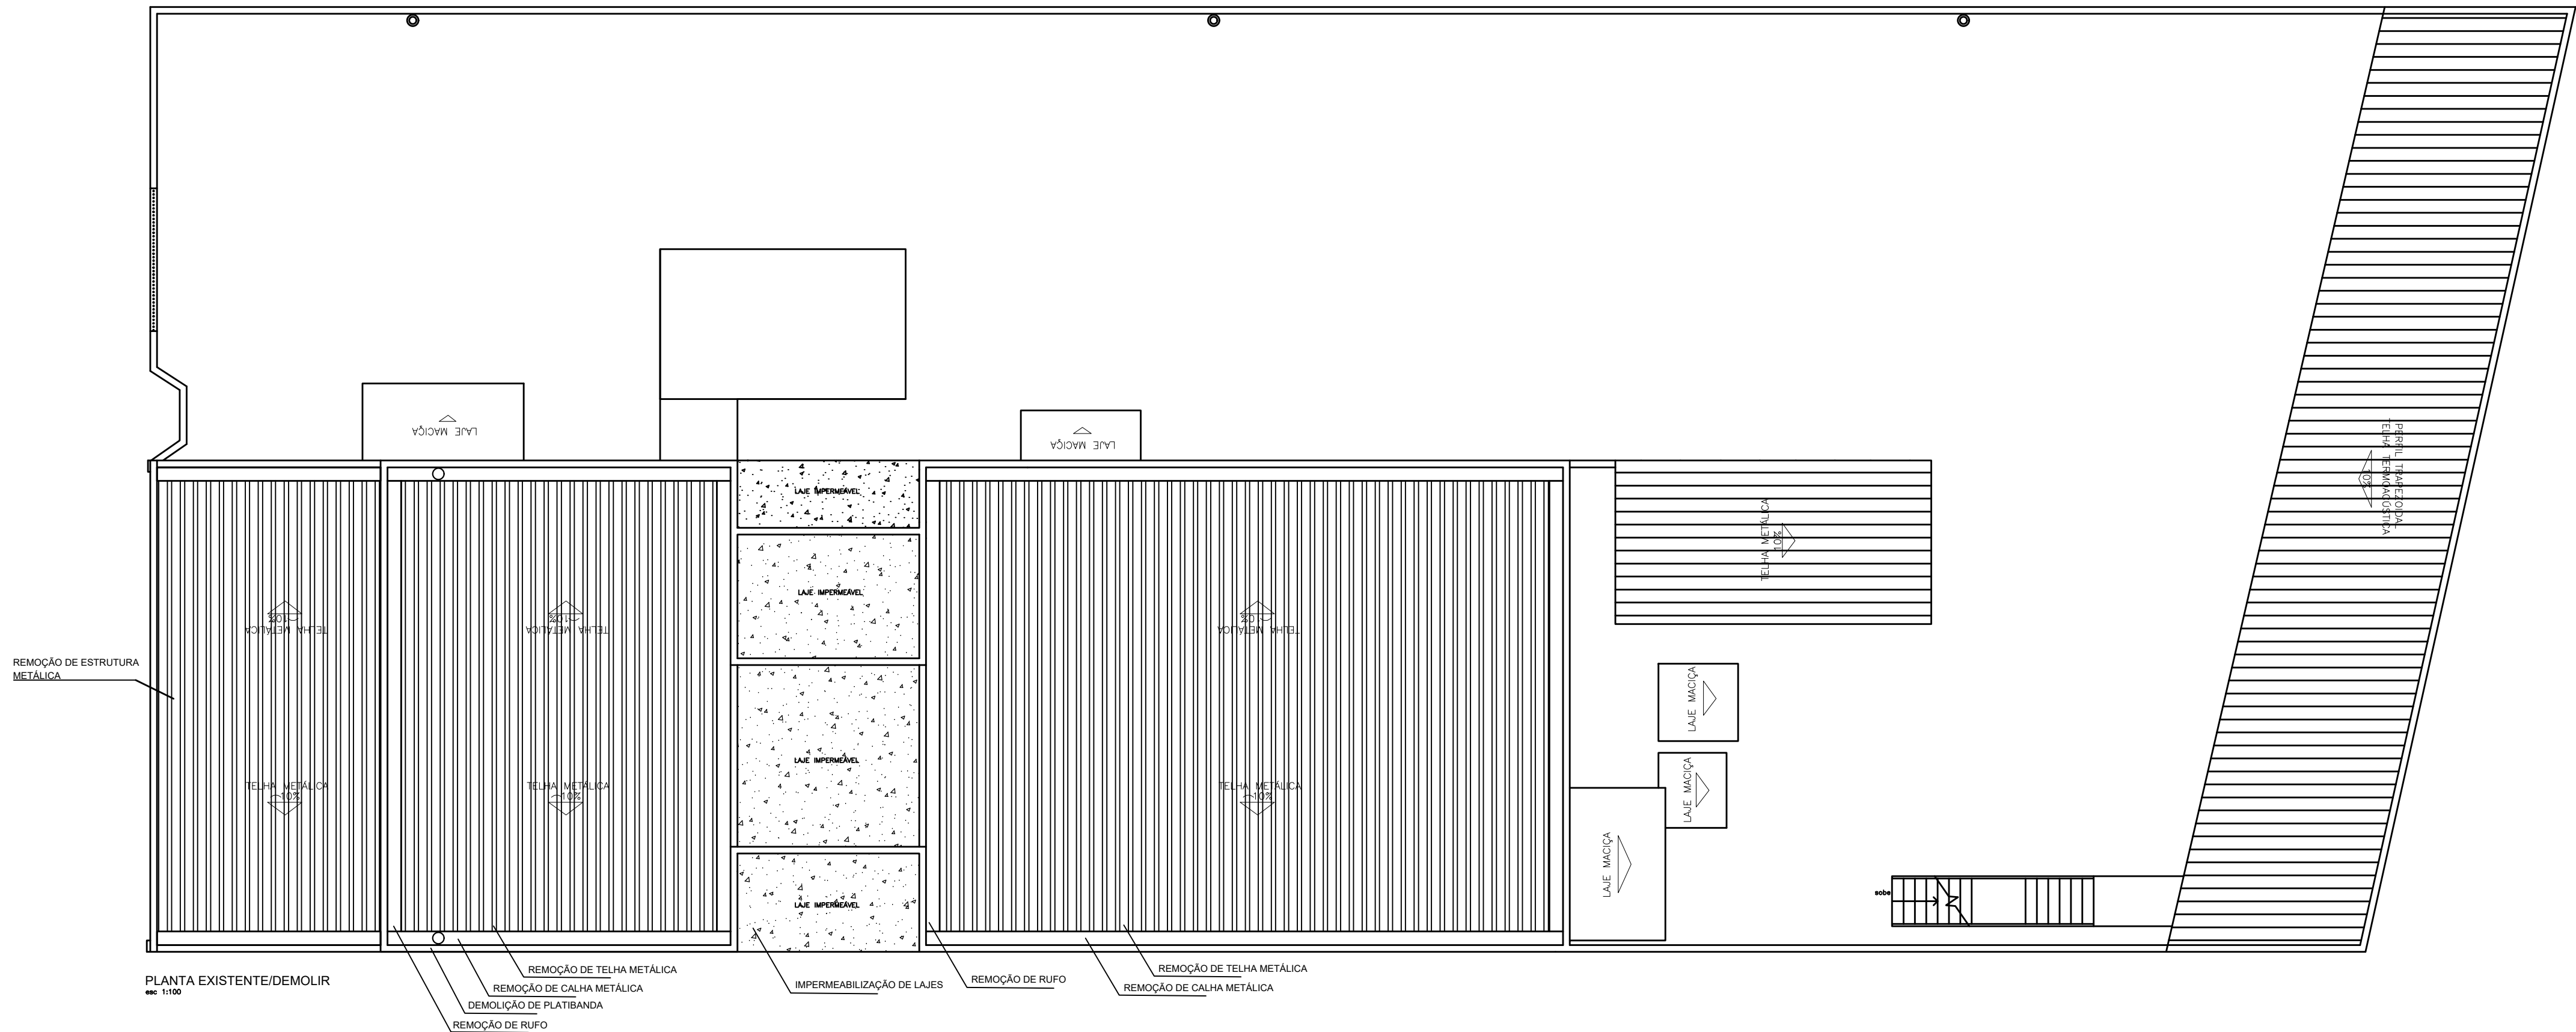 LAJE MACIÇA
LAJE MACIÇA
PERFIL TRAPEZOIDAL
TELHA TERMOACÚSTICA
10%
LAJE IMPERMEÁVEL
TELHA METÁLICA
10%
LAJE IMPERMEÁVEL
10%
TELHA METÁLICA
10%
TELHA METÁLICA
10%
TELHA METÁLICA
REMOÇÃO DE ESTRUTURA
METÁLICA
LAJE MACIÇA
LAJE IMPERMEÁVEL
TELHA METÁLICA
10%
TELHA METÁLICA
10%
TELHA METÁLICA
10%
LAJE MACIÇA
LAJE MACIÇA
LAJE IMPERMEÁVEL
sobe
PLANTA EXISTENTE/DEMOLIR
esc 1:100
REMOÇÃO DE TELHA METÁLICA
REMOÇÃO DE CALHA METÁLICA
DEMOLIÇÃO DE PLATIBANDA
REMOÇÃO DE RUFO
IMPERMEABILIZAÇÃO DE LAJES
REMOÇÃO DE RUFO
REMOÇÃO DE TELHA METÁLICA
REMOÇÃO DE CALHA METÁLICA